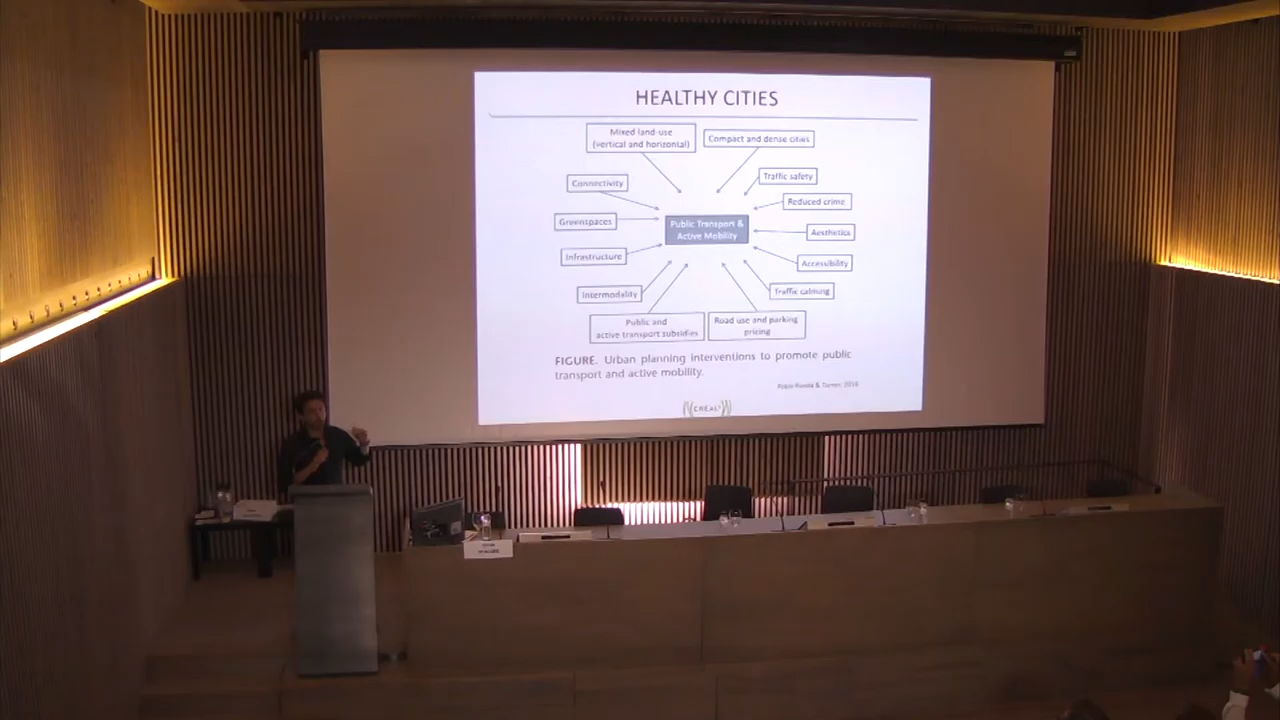 HEALTHY CITIES
Mixed land-use
(vertical and horizontal)
Compact and dense cities
Connectivity
Traffic safety
Reduced crime
Greenspaces
Public Transport &
Active Mobility
Aesthetics
Infrastructure
Accessibility
Intermodality
Traffic calming
Public and
active transport subsidies
Road use and parking
pricing
FIGURE. Urban planning interventions to promote public
transport and active mobility.
CREAL